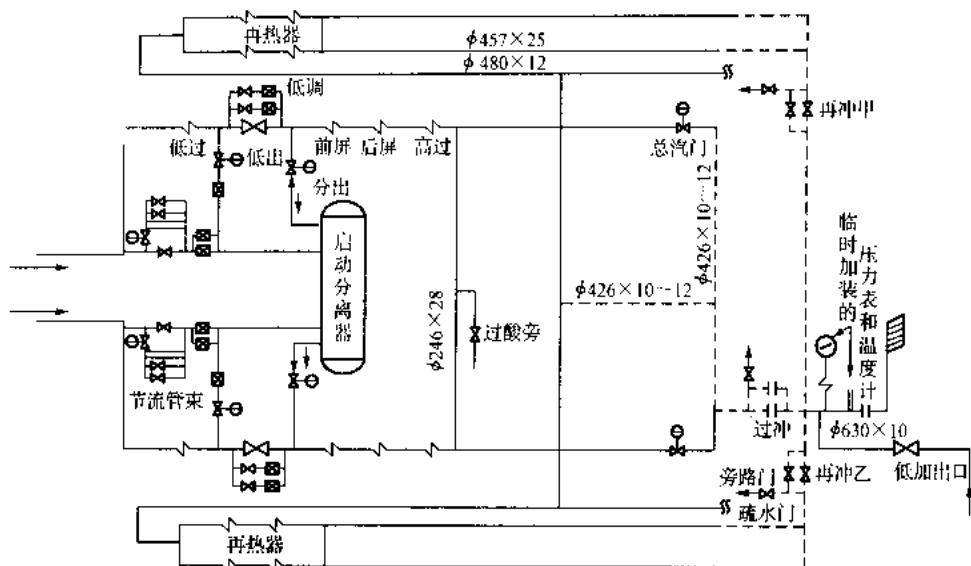 再热器
φ457×25
φ480×12
低调
再冲甲
低过
低出
前屏
后屏
高过
总汽门
分出
启动分离器
φ426×10…12
临时加装的
压力表和温度计
φ426×10…12
φ246×28
过酸旁
节流管束
过冲
φ630×10
旁路门
再冲乙
低加出口
疏水门
再热器